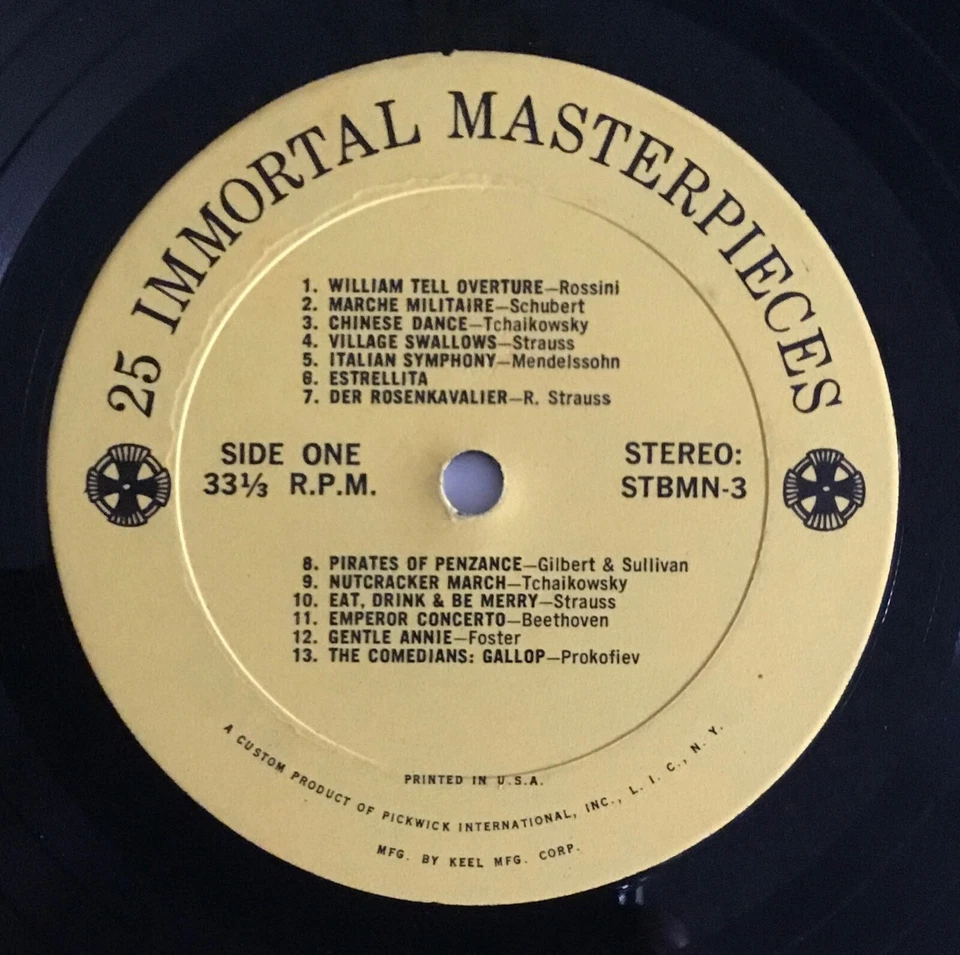 25 IMMORTAL MASTERPIECES
1. WILLIAM TELL OVERTURE—Rossini
2. MARCHE MILITAIRE—Schubert
3. CHINESE DANCE—Tchaikowsky
4. VILLAGE SWALLOWS—Strauss
5. ITALIAN SYMPHONY—Mendelssohn
6. ESTRELLITA
7. DER ROSENKAVALIER—R. Strauss
SIDE ONE
33⅓ R.P.M.
STEREO:
STBMN-3
8. PIRATES OF PENZANCE—Gilbert & Sullivan
9. NUTCRACKER MARCH—Tchaikowsky
10. EAT, DRINK & BE MERRY—Strauss
11. EMPEROR CONCERTO—Beethoven
12. GENTLE ANNIE—Foster
13. THE COMEDIANS: GALLOP—Prokofiev
PRINTED IN U.S.A.
A CUSTOM PRODUCT OF PICKWICK INTERNATIONAL, INC., L. I. C., N. Y.
MFG. BY KEEL MFG. CORP.